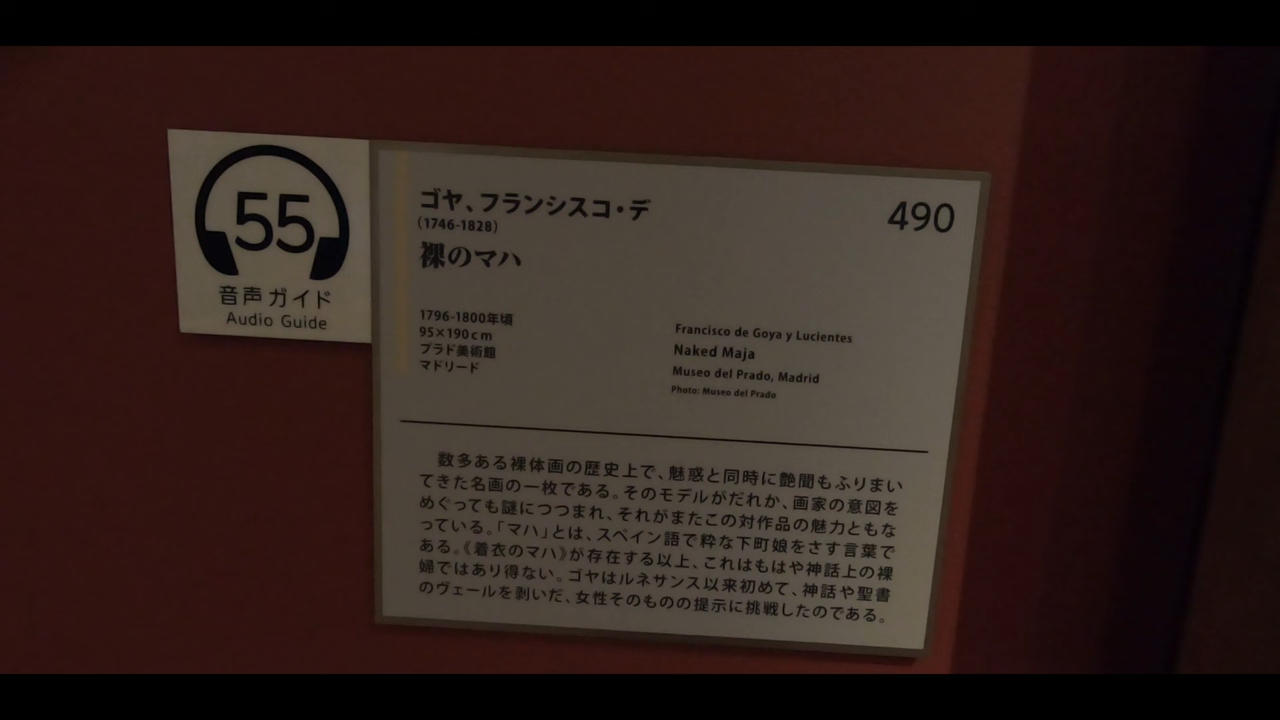 55
音声ガイド
Audio Guide
ゴヤ、フランシスコ・デ
(1746-1828)
490
裸のマハ
1796-1800年頃
95×190cm
プラド美術館
マドリード
Francisco de Goya y Lucientes
Naked Maja
Museo del Prado, Madrid
Photo: Museo del Prado
数多ある裸体画の歴史上で、魅惑と同時に艶聞もふりまい
てきた名画の一枚である。そのモデルがだれか、画家の意図を
めぐっても謎につつまれ、それがまたこの対作品の魅力ともな
っている。「マハ」とは、スペイン語で粋な下町娘をさす言葉で
ある。《着衣のマハ》が存在する以上、これはもはや神話上の裸
婦ではあり得ない。ゴヤはルネサンス以来初めて、神話や聖書
のヴェールを剥いだ、女性そのものの提示に挑戦したのである。